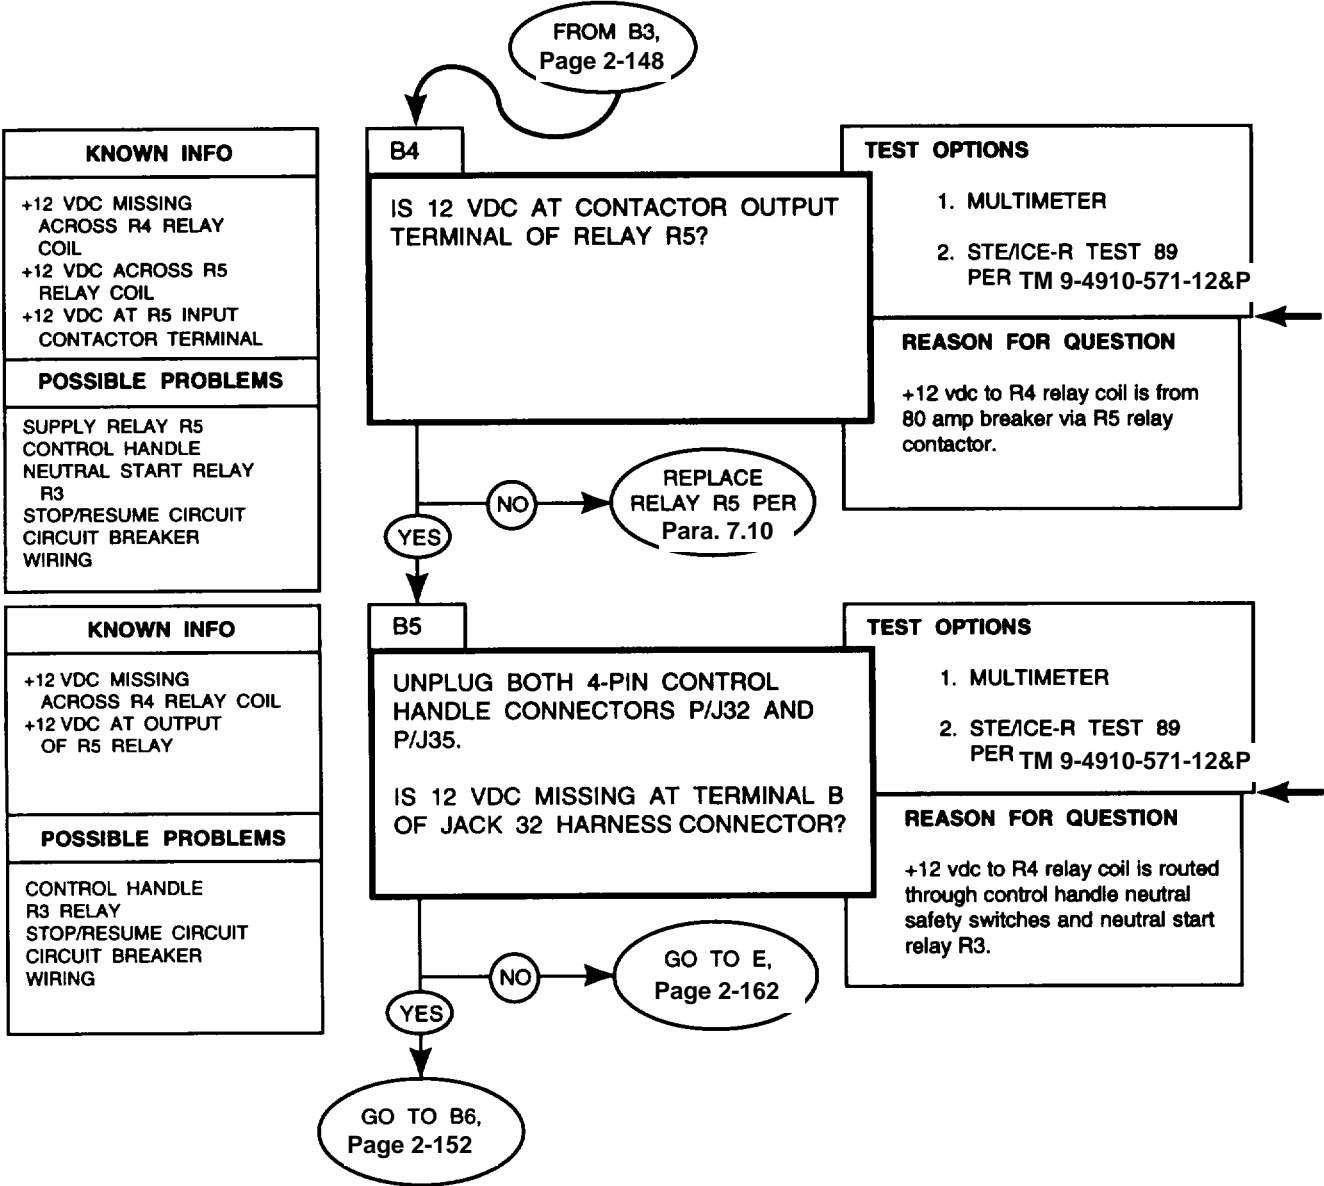 FROM B3,
Page 2-148
KNOWN INFO
+12 VDC MISSING
ACROSS R4 RELAY
COIL
+12 VDC ACROSS R5
RELAY COIL
+12 VDC AT R5 INPUT
CONTACTOR TERMINAL
POSSIBLE PROBLEMS
SUPPLY RELAY R5
CONTROL HANDLE
NEUTRAL START RELAY
R3
STOP/RESUME CIRCUIT
CIRCUIT BREAKER
WIRING
B4
IS 12 VDC AT CONTACTOR OUTPUT
TERMINAL OF RELAY R5?
TEST OPTIONS
1. MULTIMETER
2. STE/ICE-R TEST 89
PER TM 9-4910-571-12&P
REASON FOR QUESTION
+12 vdc to R4 relay coil is from
80 amp breaker via R5 relay
contactor.
NO
REPLACE
RELAY R5 PER
Para. 7.10
YES
KNOWN INFO
+12 VDC MISSING
ACROSS R4 RELAY COIL
+12 VDC AT OUTPUT
OF R5 RELAY
POSSIBLE PROBLEMS
CONTROL HANDLE
R3 RELAY
STOP/RESUME CIRCUIT
CIRCUIT BREAKER
WIRING
B5
UNPLUG BOTH 4-PIN CONTROL
HANDLE CONNECTORS P/J32 AND
P/J35.
IS 12 VDC MISSING AT TERMINAL B
OF JACK 32 HARNESS CONNECTOR?
TEST OPTIONS
1. MULTIMETER
2. STE/ICE-R TEST 89
PER TM 9-4910-571-12&P
REASON FOR QUESTION
+12 vdc to R4 relay coil is routed
through control handle neutral
safety switches and neutral start
relay R3.
NO
GO TO E,
Page 2-162
YES
GO TO B6,
Page 2-152